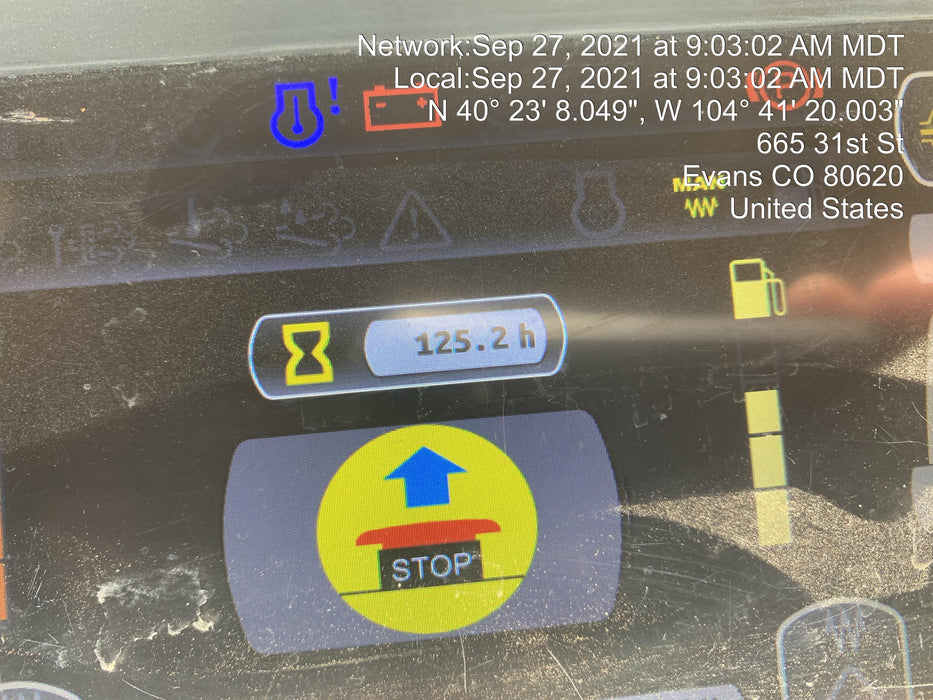 Network:Sep 27, 2021 at 9:03:02 AM MDT
Local:Sep 27, 2021 at 9:03:02 AM MDT
N 40° 23' 8.049", W 104° 41' 20.003"
665 31st St
Evans CO 80620
United States
MAX
125.2 h
STOP